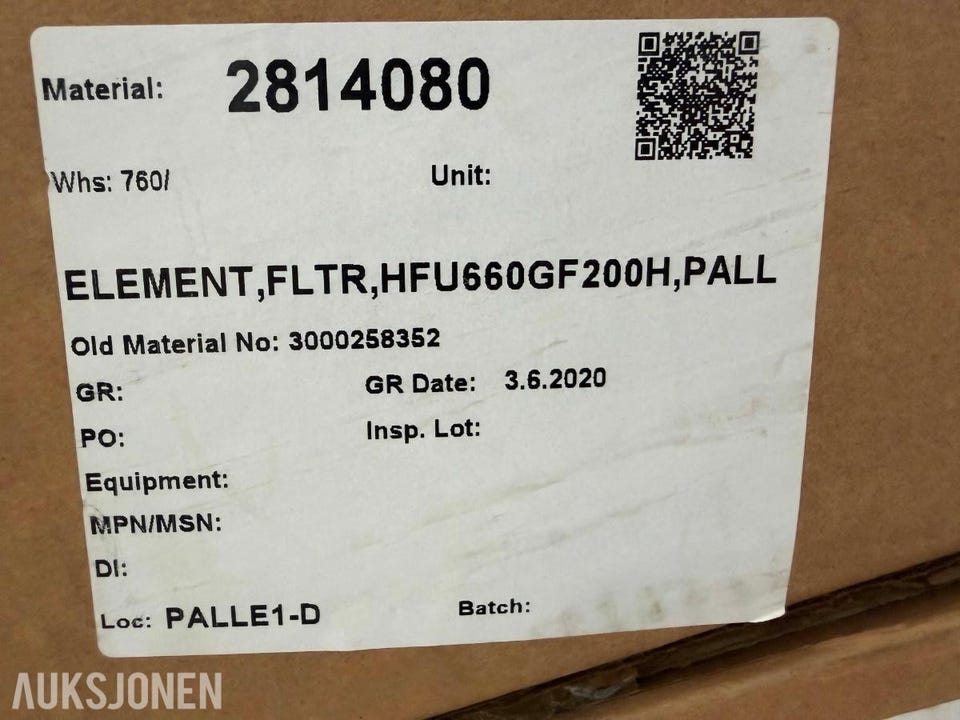 Material: 2814080
Whs: 760/ Unit:
ELEMENT,FLTR,HFU660GF200H,PALL
Old Material No: 3000258352
GR: GR Date: 3.6.2020
PO: Insp. Lot:
Equipment:
MPN/MSN:
DI:
Loc: PALLE1-D Batch:
AUKSJONEN